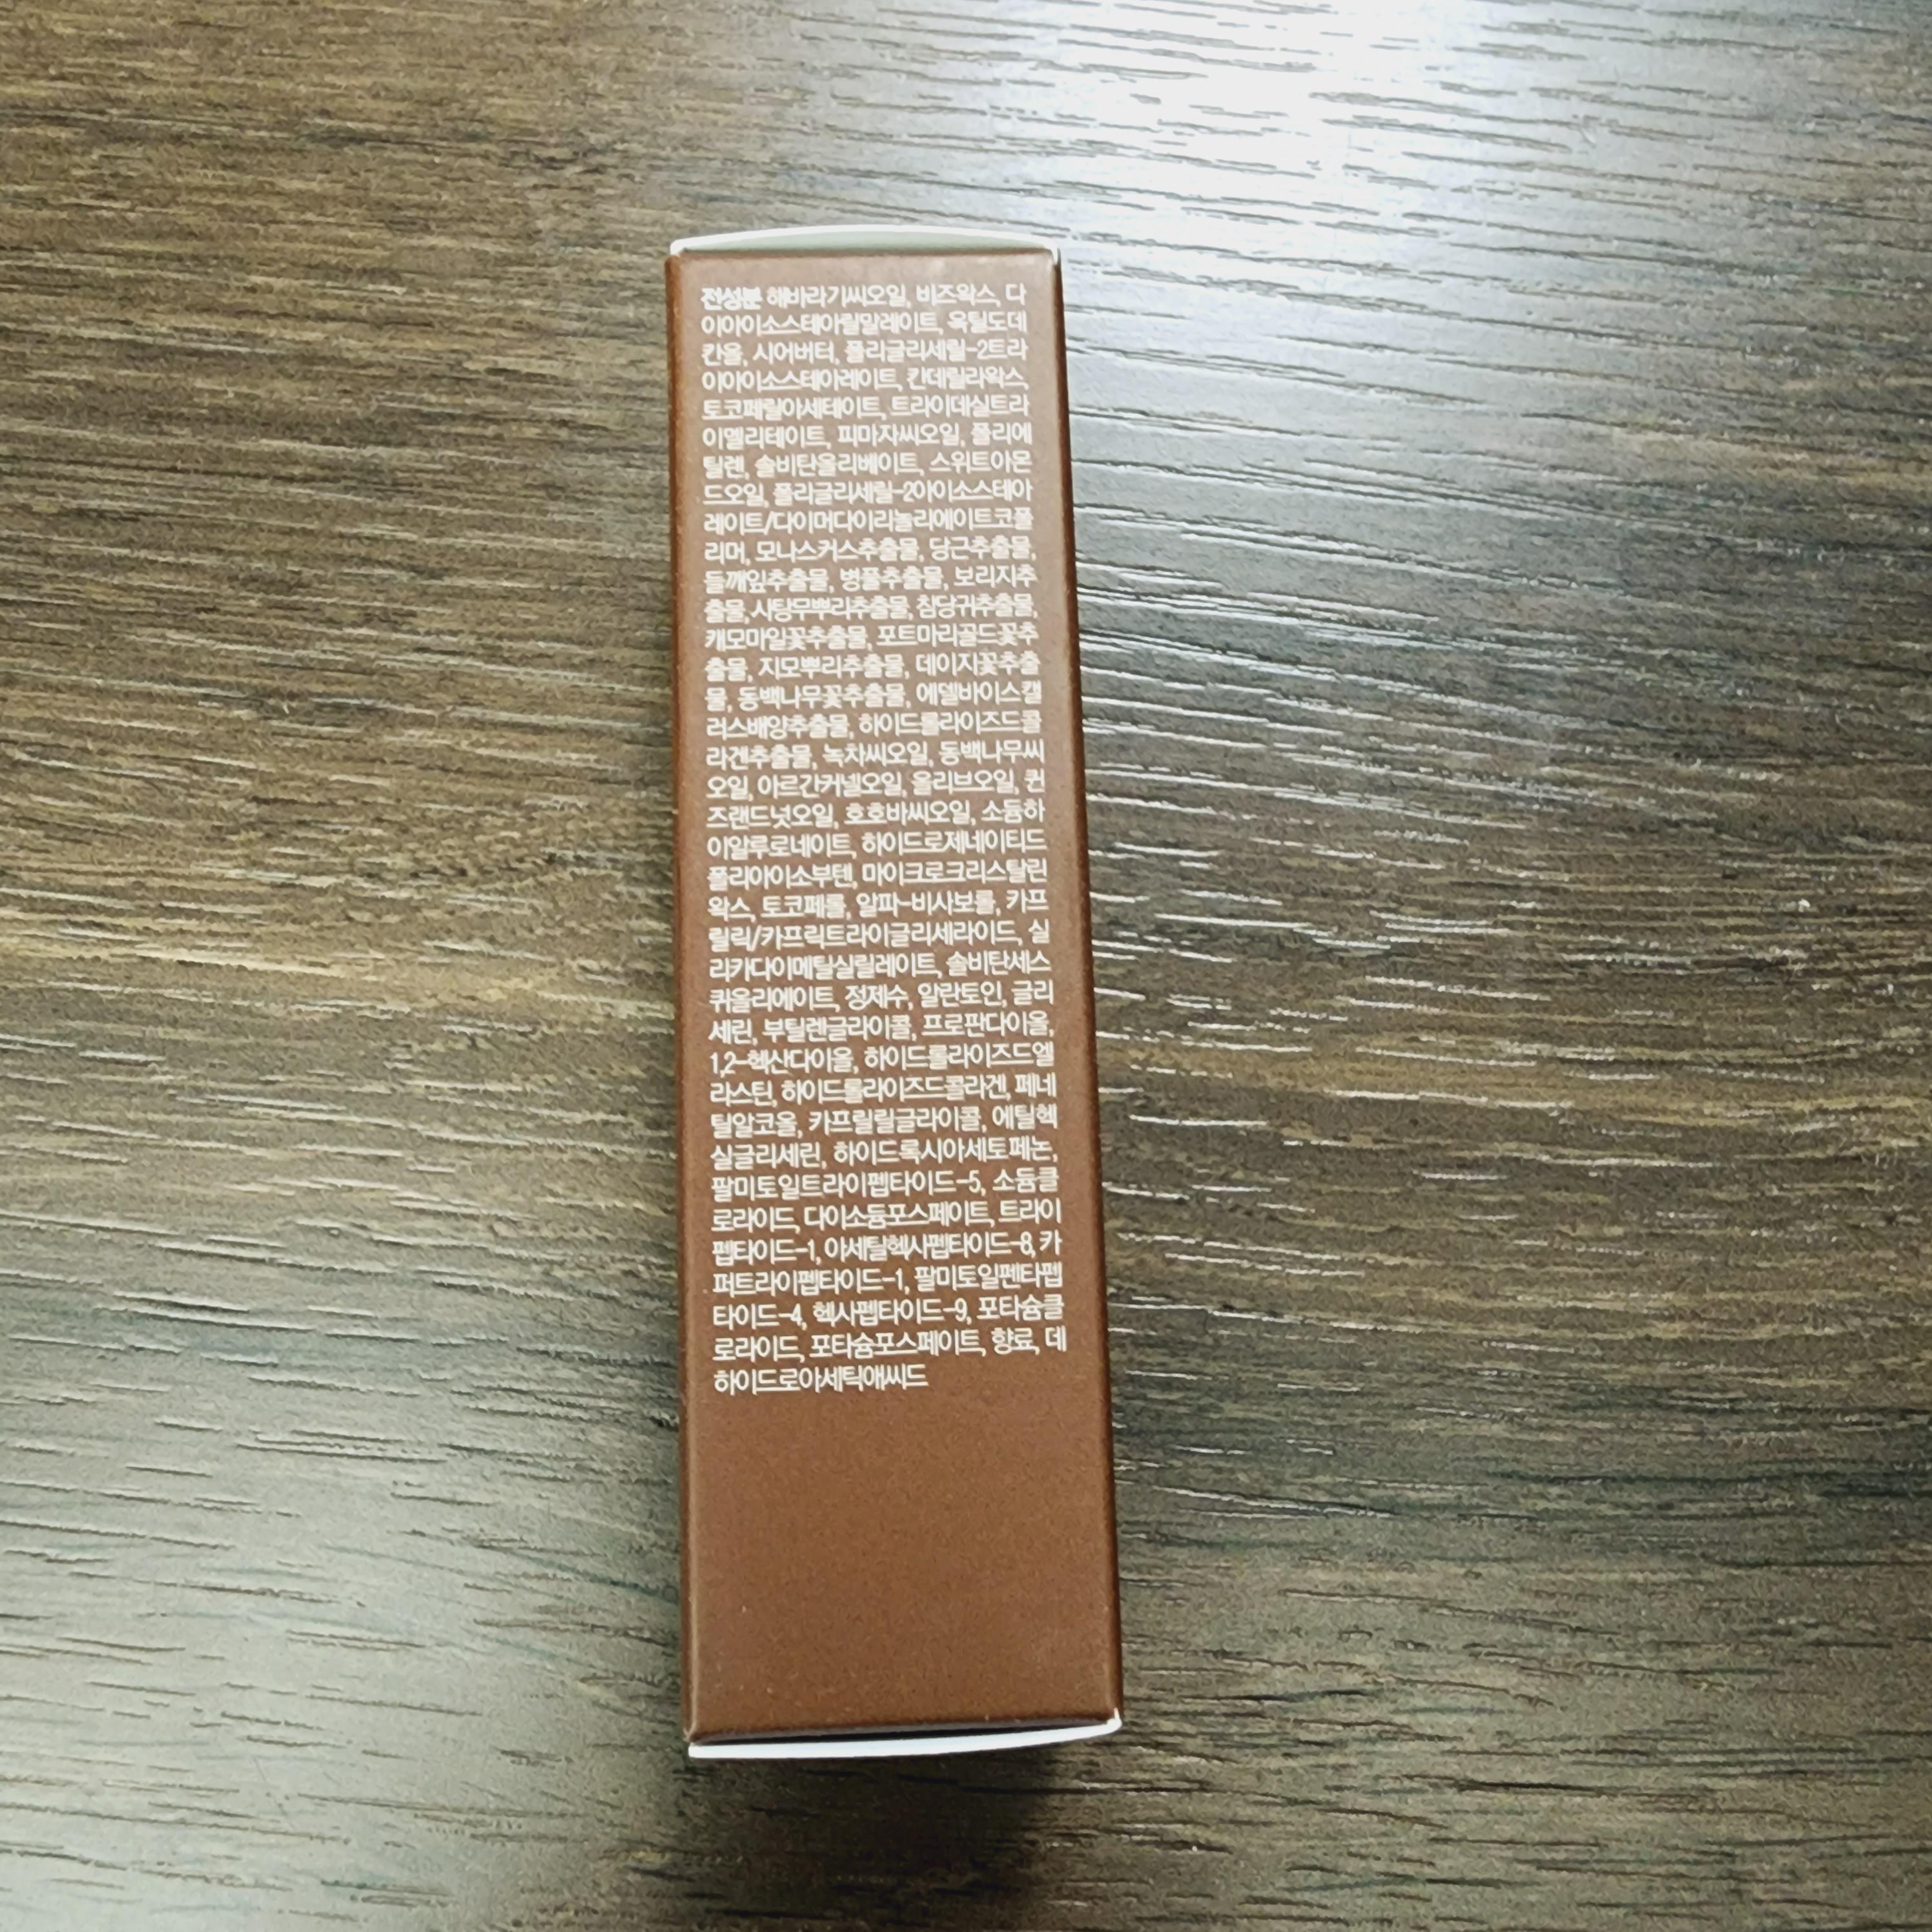 전성분 해바라기씨오일, 비즈왁스, 다
이아이소스테아릴말레이트, 옥틸도데
칸올, 시어버터, 폴리글리세릴-2트라
이아이소스테아레이트, 칸데릴라왁스,
토코페릴아세테이트, 트라이데실트라
이멜리테이트, 피마자씨오일, 폴리에
틸렌, 솔비탄올리베이트, 스위트아몬
드오일, 폴리글리세릴-2아이소스테아
레이트/다이머다이리놀리에이트코폴
리머, 모나스커스추출물, 당근추출물,
들깨잎추출물, 병풀추출물, 보리지추
출물, 사탕무뿌리추출물, 참당귀추출물,
캐모마일꽃추출물, 포트마리골드꽃추
출물, 지모뿌리추출물, 데이지꽃추출
물, 동백나무꽃추출물, 에델바이스캘
러스배양추출물, 하이드롤라이즈드콜
라겐추출물, 녹차씨오일, 동백나무씨
오일, 아르간커넬오일, 올리브오일, 퀸
즈랜드넛오일, 호호바씨오일, 소듐하
이알루로네이트, 하이드로제네이티드
폴리아이소부텐, 마이크로크리스탈린
왁스, 토코페롤, 알파-비사보롤, 카프
릴릭/카프릭트라이글리세라이드, 실
리카다이메틸실릴레이트, 솔비탄세스
퀴올리에이트, 정제수, 알란토인, 글리
세린, 부틸렌글라이콜, 프로판다이올,
1,2-헥산다이올, 하이드롤라이즈드엘
라스틴, 하이드롤라이즈드콜라겐, 페네
틸알코올, 카프릴릴글라이콜, 에틸헥
실글리세린, 하이드록시아세토페논,
팔미토일트라이펩타이드-5, 소듐클
로라이드, 다이소듐포스페이트, 트라이
펩타이드-1, 아세틸헥사펩타이드-8, 카
퍼트라이펩타이드-1, 팔미토일펜타펩
타이드-4, 헥사펩타이드-9, 포타슘클
로라이드, 포타슘포스페이트, 향료, 데
하이드로아세틱애씨드